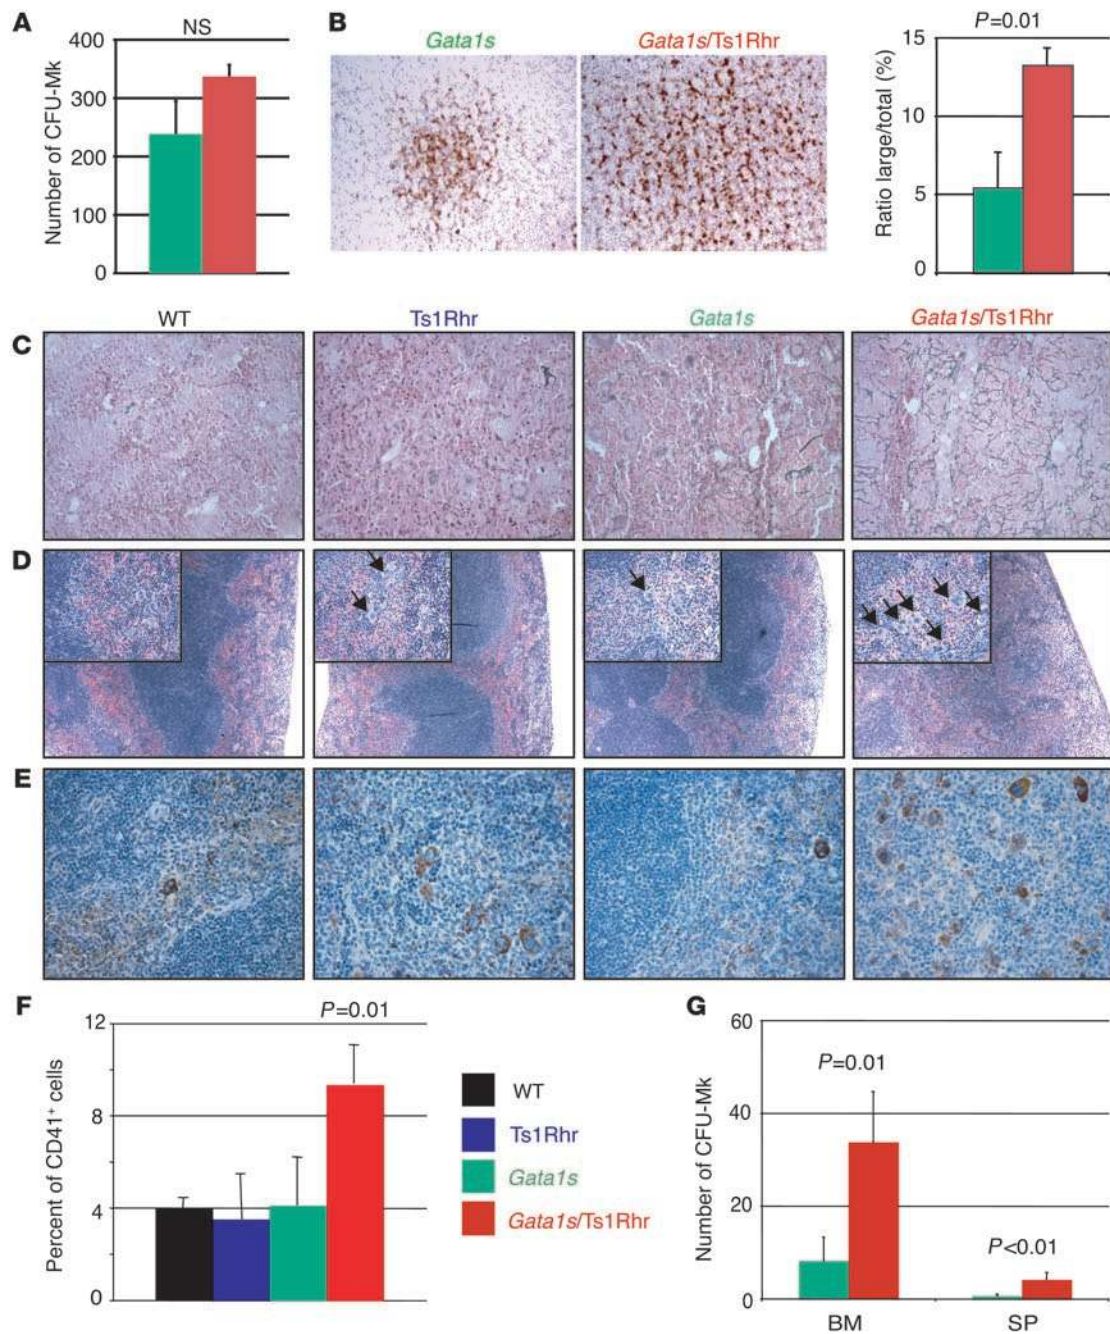 A
NS
Number of CFU-Mk
400
300
200
100
0
B
Gata1s
Gata1s/Ts1Rhr
P=0.01
Ratio large/total (%)
15
10
5
0
WT
Ts1Rhr
Gata1s
Gata1s/Ts1Rhr
C
D
E
F
P=0.01
Percent of CD41⁺ cells
12
8
4
0
WT
Ts1Rhr
Gata1s
Gata1s/Ts1Rhr
G
Number of CFU-Mk
60
40
20
0
P=0.01
P<0.01
BM
SP